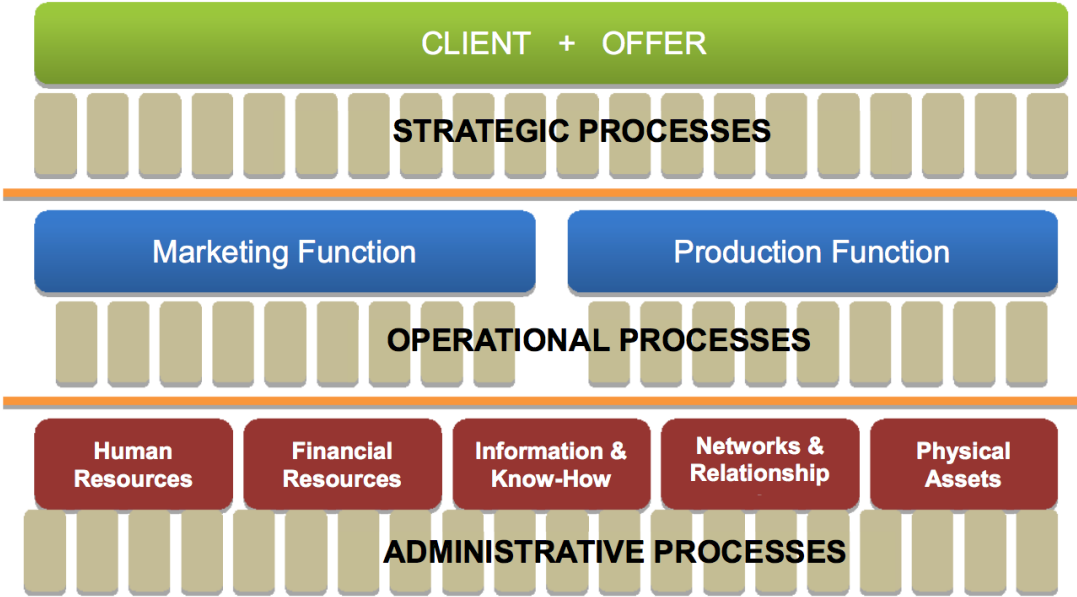 CLIENT + OFFER
STRATEGIC PROCESSES
Marketing Function
Production Function
OPERATIONAL PROCESSES
Human
Resources
Financial
Resources
Information &
Know-How
Networks &
Relationship
Physical
Assets
ADMINISTRATIVE PROCESSES